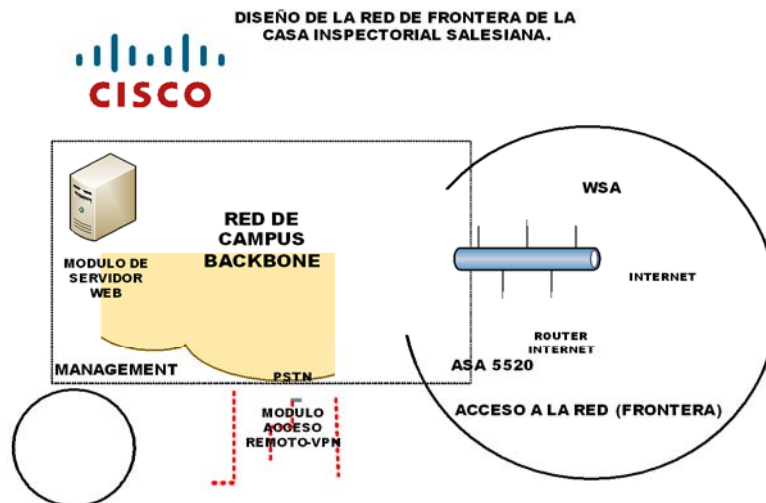 DISEÑO DE LA RED DE FRONTERA DE LA
CASA INSPECTORIAL SALESIANA.
CISCO
WSA
RED DE
CAMPUS
BACKBONE
MODULO DE
SERVIDOR
WEB
INTERNET
ROUTER
INTERNET
MANAGEMENT
ASA 5520
PSTN
MODULO
ACCESO
REMOTO-VPN
ACCESO A LA RED (FRONTERA)